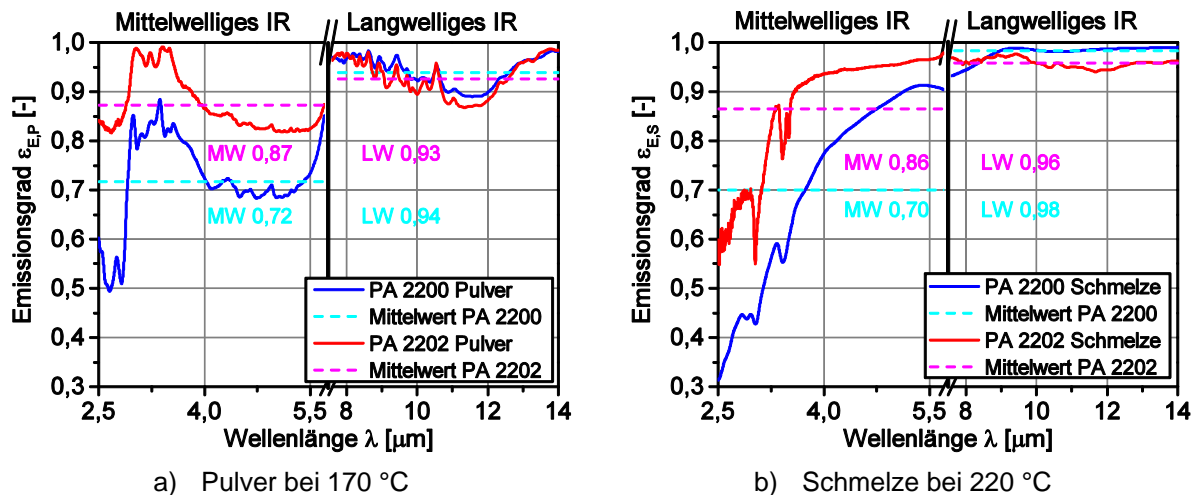 Mittelwelliges IR
Langwelliges IR
1,0
0,9
0,8
0,7
0,6
0,5
0,4
0,3
Emissionsgrad ε_E,P [-]
MW 0,87
LW 0,93
MW 0,72
LW 0,94
PA 2200 Pulver
Mittelwert PA 2200
PA 2202 Pulver
Mittelwert PA 2202
2,5 4,0 5,5 8 10 12 14
Wellenlänge λ [µm]
a) Pulver bei 170 °C
Mittelwelliges IR
Langwelliges IR
1,0
0,9
0,8
0,7
0,6
0,5
0,4
0,3
Emissionsgrad ε_E,S [-]
MW 0,86
LW 0,96
MW 0,70
LW 0,98
PA 2200 Schmelze
Mittelwert PA 2200
PA 2202 Schmelze
Mittelwert PA 2202
2,5 4,0 5,5 8 10 12 14
Wellenlänge λ [µm]
b) Schmelze bei 220 °C